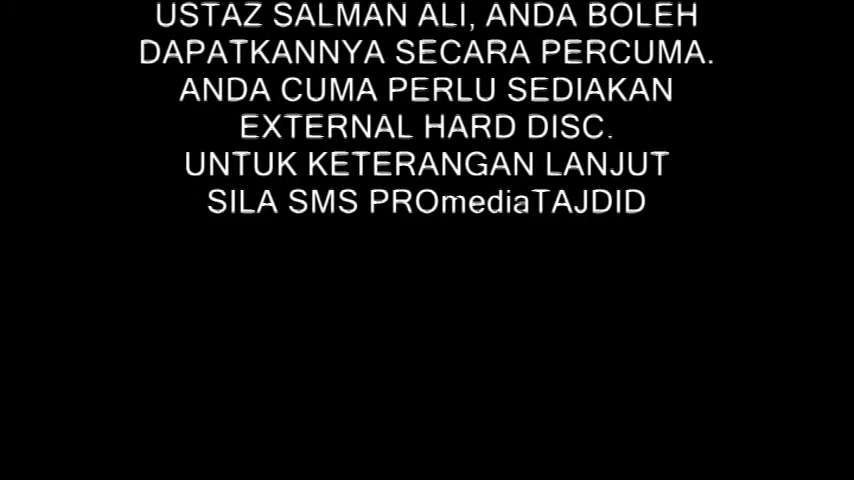 USTAZ SALMAN ALI, ANDA BOLEH
DAPATKANNYA SECARA PERCUMA.
ANDA CUMA PERLU SEDIAKAN
EXTERNAL HARD DISC.
UNTUK KETERANGAN LANJUT
SILA SMS PROmediaTAJDID